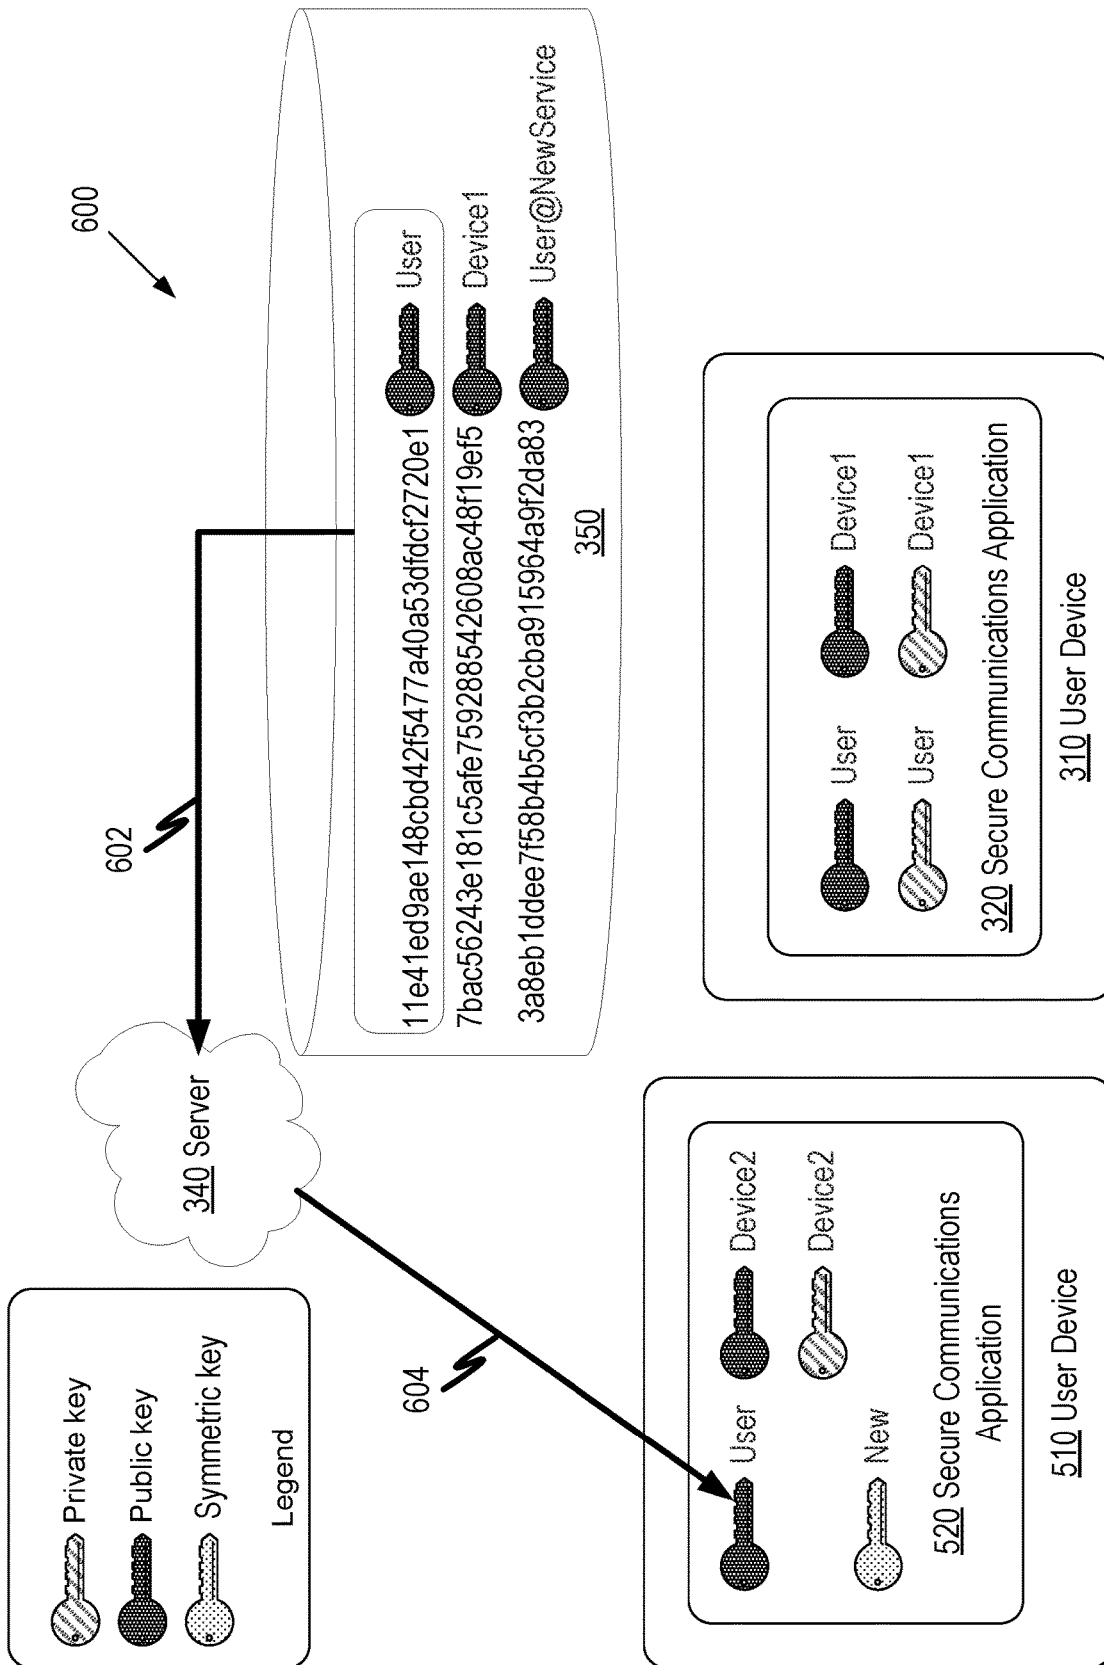 Private key
Public key
Symmetric key
Legend
600
602
604
340 Server
11e41ed9ae148cbd42f5477a40a53dfdcf2720e1 User
7bac56243e181c5afe7592885426​08ac48f19ef5 Device1
3a8eb1ddee7f58b4b5cf3b2cba915964a9f2da83 User@NewService
350
User Device2
Device2
New
520 Secure Communications
Application
510 User Device
User Device1
User Device1
320 Secure Communications Application
310 User Device